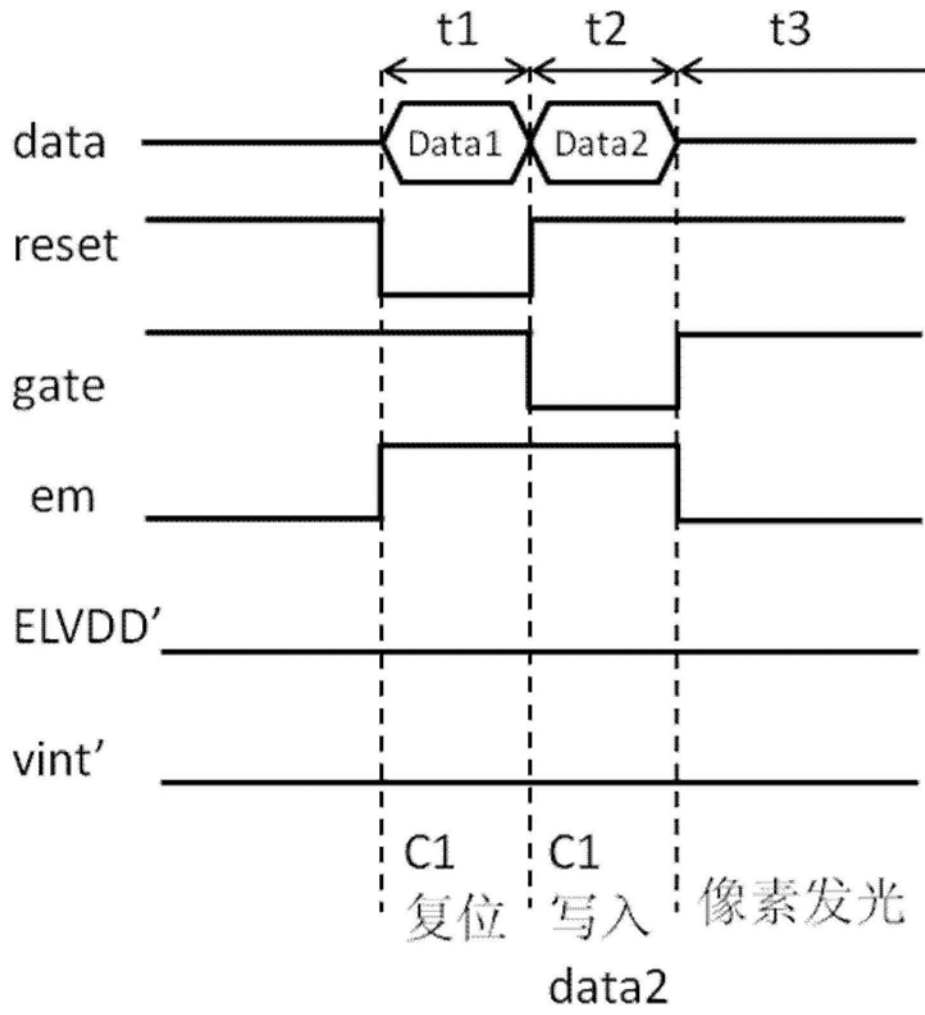 t1 t2 t3
data Data1 Data2
reset
gate
em
ELVDD’
vint’
C1 C1
复位 写入 像素发光
data2